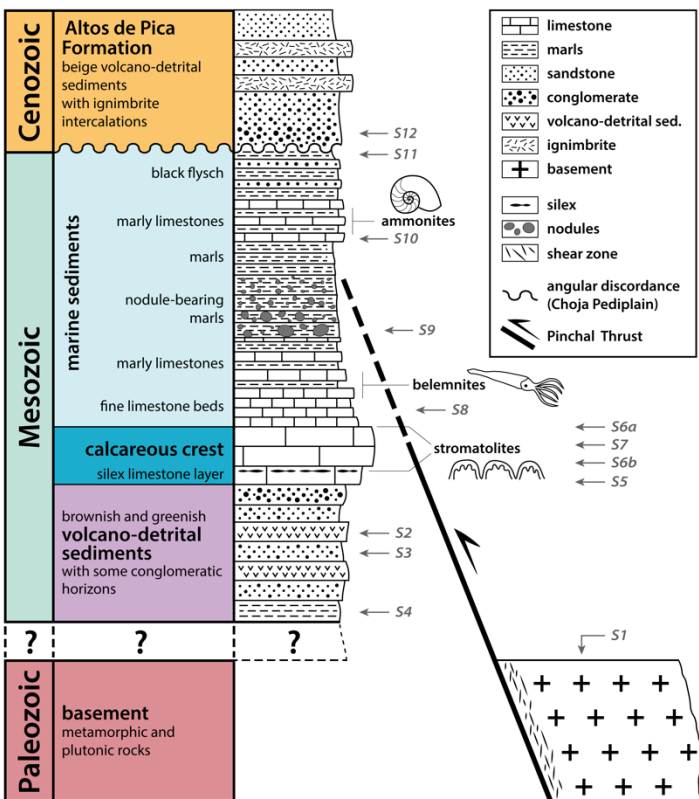 Cenozoic
Altos de Pica
Formation
beige volcano-detrital
sediments
with ignimbrite
intercalations
S12
S11
Mesozoic
marine sediments
black flysch
marly limestones
ammonites
S10
marls
nodule-bearing
marls
S9
marly limestones
belemnites
fine limestone beds
S8
S6a
calcareous crest
S7
stromatolites
S6b
silex limestone layer
S5
brownish and greenish
volcano-detrital
sediments
with some conglomeratic
horizons
S2
S3
S4
? ? ?
S1
Paleozoic
basement
metamorphic and
plutonic rocks
limestone
marls
sandstone
conglomerate
volcano-detrital sed.
ignimbrite
basement
silex
nodules
shear zone
angular discordance
(Choja Pediplain)
Pinchal Thrust